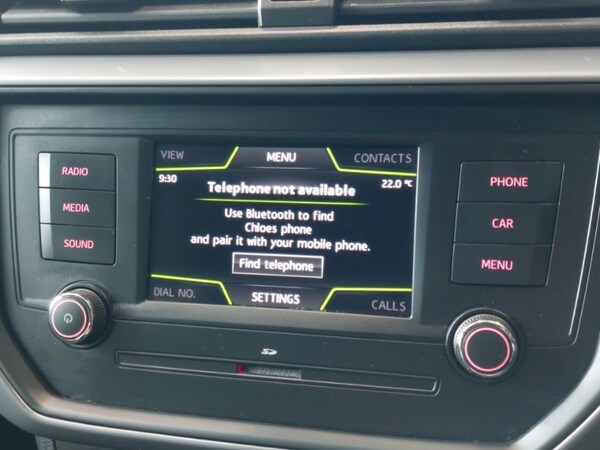 VIEW
MENU
CONTACTS
9:30
22.0 °C
Telephone not available
Use Bluetooth to find
Chloes phone
and pair it with your mobile phone.
Find telephone
DIAL NO.
SETTINGS
CALLS
RADIO
MEDIA
SOUND
PHONE
CAR
MENU
SD